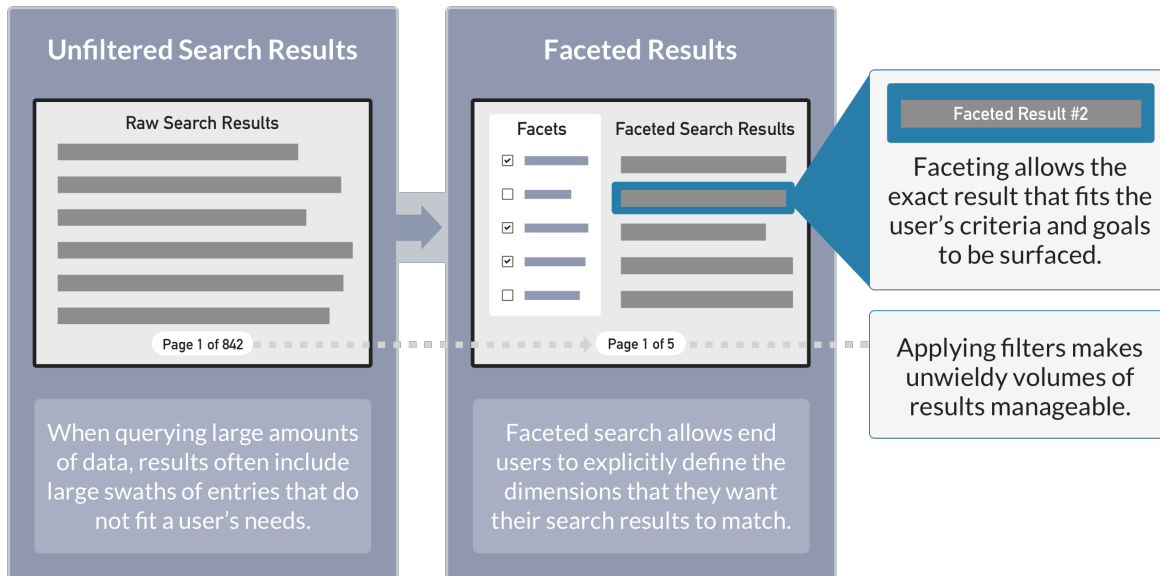 Unfiltered Search Results
Raw Search Results
Page 1 of 842
When querying large amounts
of data, results often include
large swaths of entries that do
not fit a user's needs.
Faceted Results
Facets
Faceted Search Results
Page 1 of 5
Faceted search allows end
users to explicitly define the
dimensions that they want
their search results to match.
Faceted Result #2
Faceting allows the
exact result that fits the
user's criteria and goals
to be surfaced.
Applying filters makes
unwieldy volumes of
results manageable.